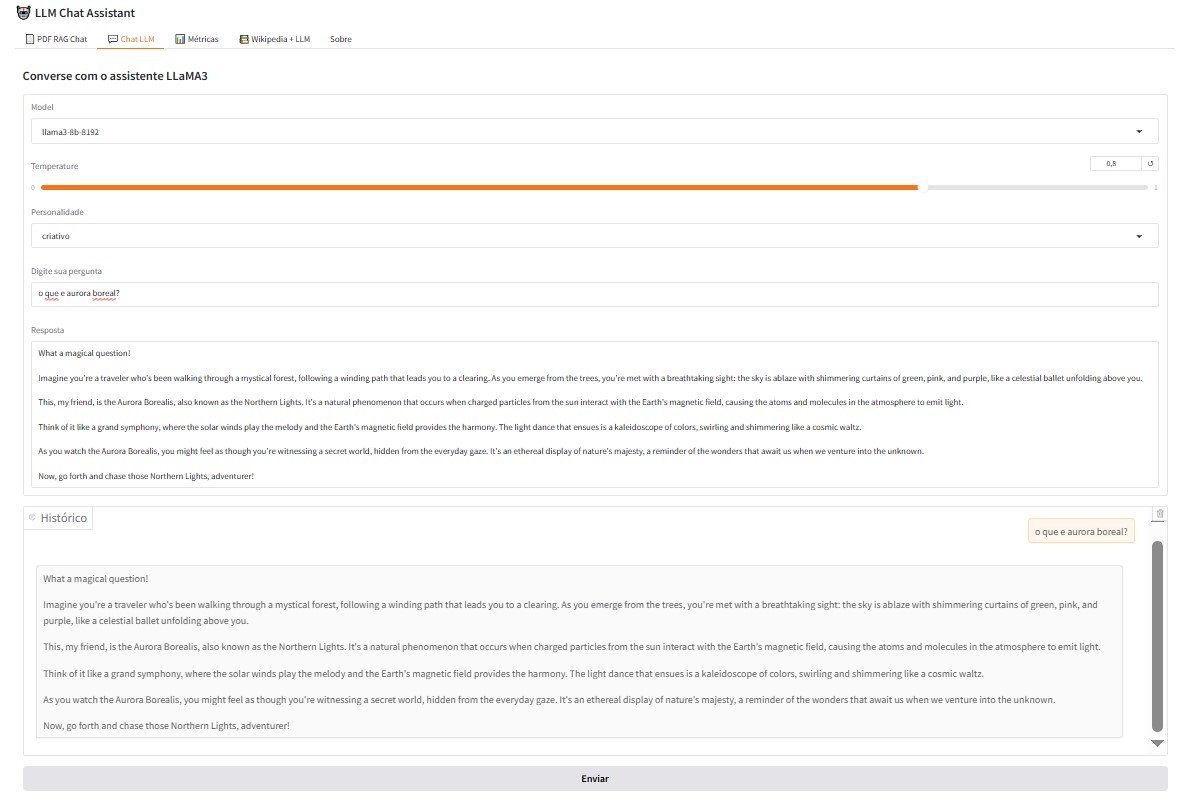 LLM Chat Assistant
PDF RAG Chat
Chat LLM
Métricas
Wikipedia + LLM
Sobre
Converse com o assistente LLaMA3
Model
llama3-8b-8192
Temperature
0,8
0
1
Personalidade
criativo
Digite sua pergunta
o que e aurora boreal?
Resposta
What a magical question!
Imagine you're a traveler who's been walking through a mystical forest, following a winding path that leads you to a clearing. As you emerge from the trees, you're met with a breathtaking sight: the sky is ablaze with shimmering curtains of green, pink, and purple, like a celestial ballet unfolding above you.
This, my friend, is the Aurora Borealis, also known as the Northern Lights. It's a natural phenomenon that occurs when charged particles from the sun interact with the Earth's magnetic field, causing the atoms and molecules in the atmosphere to emit light.
Think of it like a grand symphony, where the solar winds play the melody and the Earth's magnetic field provides the harmony. The light dance that ensues is a kaleidoscope of colors, swirling and shimmering like a cosmic waltz.
As you watch the Aurora Borealis, you might feel as though you're witnessing a secret world, hidden from the everyday gaze. It's an ethereal display of nature's majesty, a reminder of the wonders that await us when we venture into the unknown.
Now, go forth and chase those Northern Lights, adventurer!
Histórico
o que e aurora boreal?
What a magical question!
Imagine you're a traveler who's been walking through a mystical forest, following a winding path that leads you to a clearing. As you emerge from the trees, you're met with a breathtaking sight: the sky is ablaze with shimmering curtains of green, pink, and
purple, like a celestial ballet unfolding above you.
This, my friend, is the Aurora Borealis, also known as the Northern Lights. It's a natural phenomenon that occurs when charged particles from the sun interact with the Earth's magnetic field, causing the atoms and molecules in the atmosphere to emit light.
Think of it like a grand symphony, where the solar winds play the melody and the Earth's magnetic field provides the harmony. The light dance that ensues is a kaleidoscope of colors, swirling and shimmering like a cosmic waltz.
As you watch the Aurora Borealis, you might feel as though you're witnessing a secret world, hidden from the everyday gaze. It's an ethereal display of nature's majesty, a reminder of the wonders that await us when we venture into the unknown.
Now, go forth and chase those Northern Lights, adventurer!
Enviar